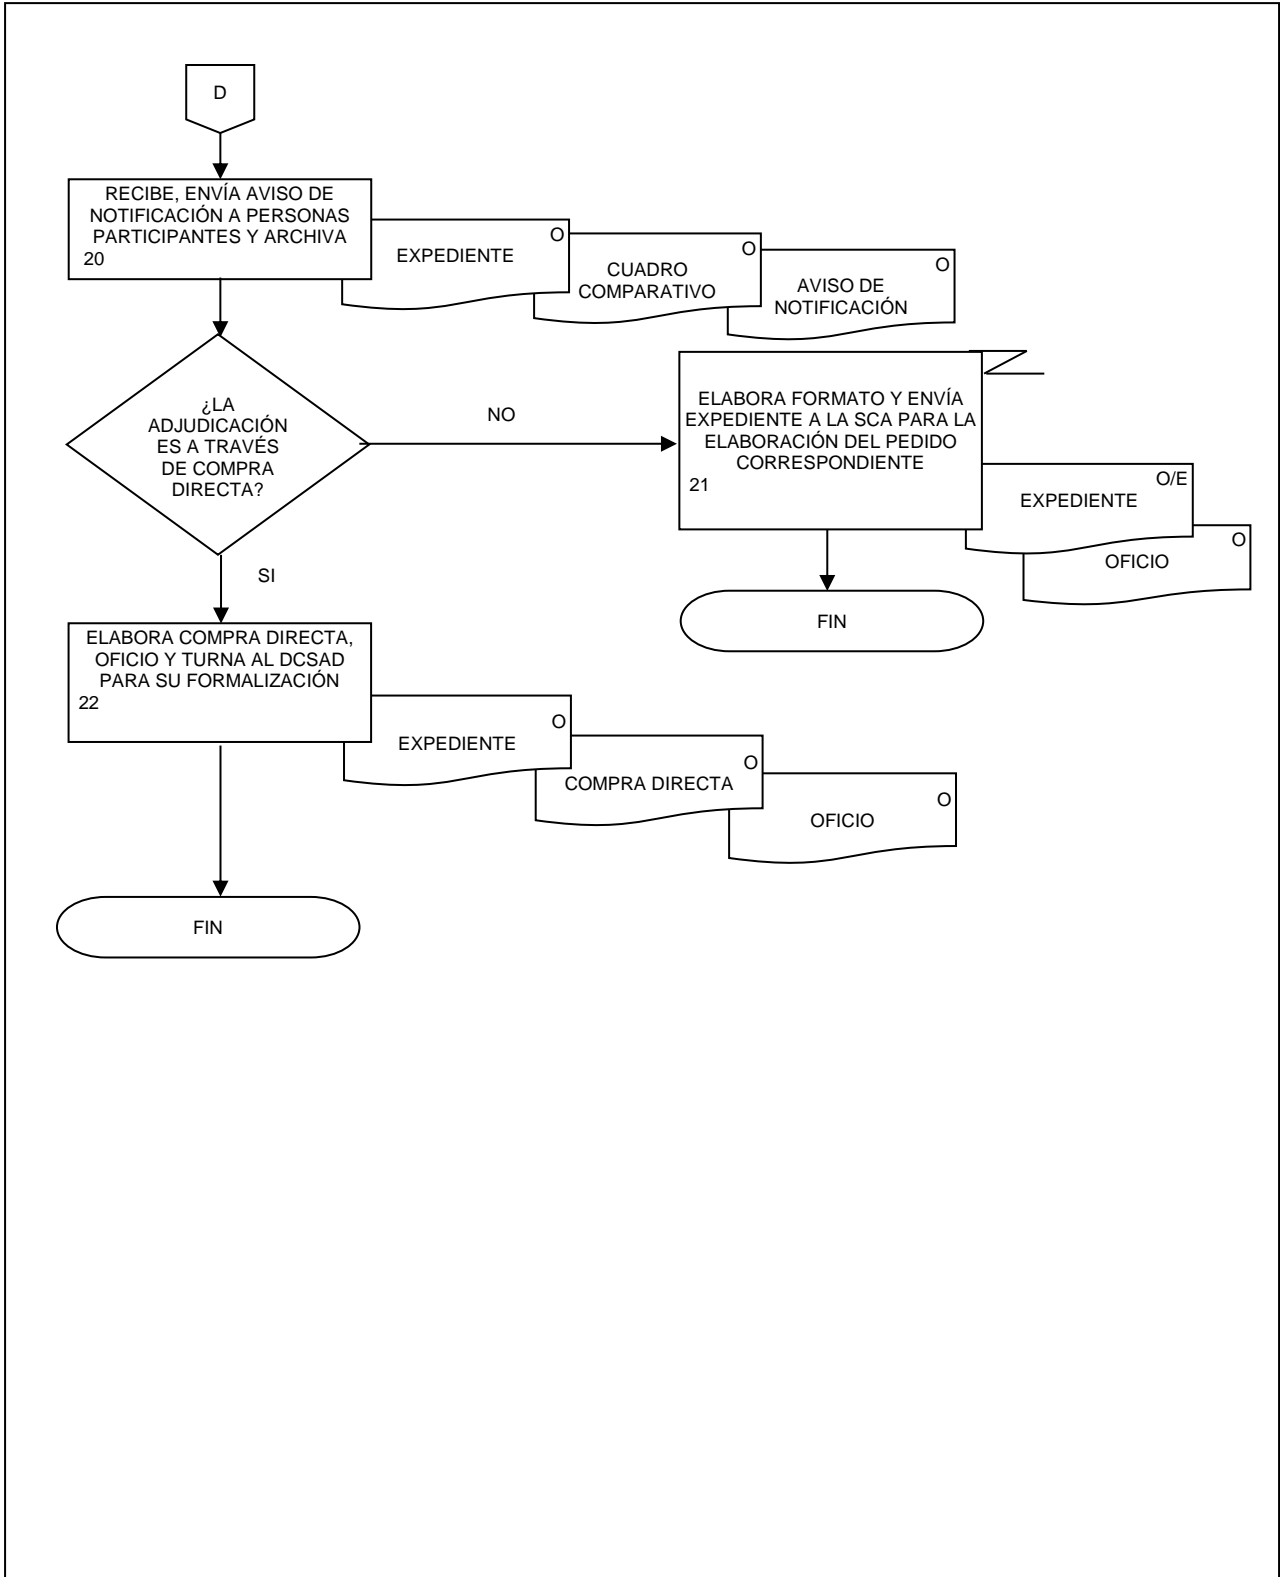 D
RECIBE, ENVÍA AVISO DE
NOTIFICACIÓN A PERSONAS
PARTICIPANTES Y ARCHIVA
20
O
EXPEDIENTE
O
CUADRO
COMPARATIVO
O
AVISO DE
NOTIFICACIÓN
¿LA
ADJUDICACIÓN
ES A TRAVÉS
DE COMPRA
DIRECTA?
NO
ELABORA FORMATO Y ENVÍA
EXPEDIENTE A LA SCA PARA LA
ELABORACIÓN DEL PEDIDO
CORRESPONDIENTE
21
O/E
EXPEDIENTE
O
OFICIO
FIN
SI
ELABORA COMPRA DIRECTA,
OFICIO Y TURNA AL DCSAD
PARA SU FORMALIZACIÓN
22
O
EXPEDIENTE
O
COMPRA DIRECTA
O
OFICIO
FIN